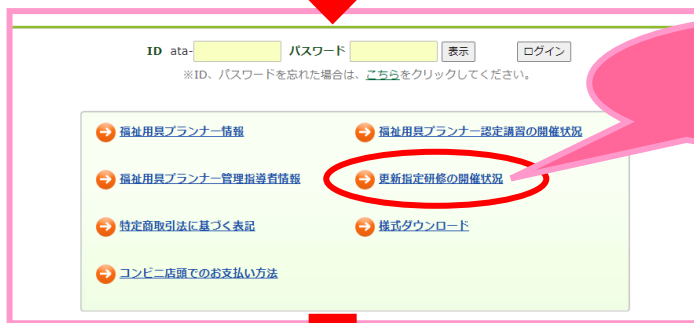 ID ata- パスワード 表示 ログイン
※ID、パスワードを忘れた場合は、こちらをクリックしてください。
福祉用具プランナー情報 福祉用具プランナー認定講習の開催状況
福祉用具プランナー管理指導者情報 更新指定研修の開催状況
特定商取引法に基づく表記 様式ダウンロード
コンビニ店頭でのお支払い方法